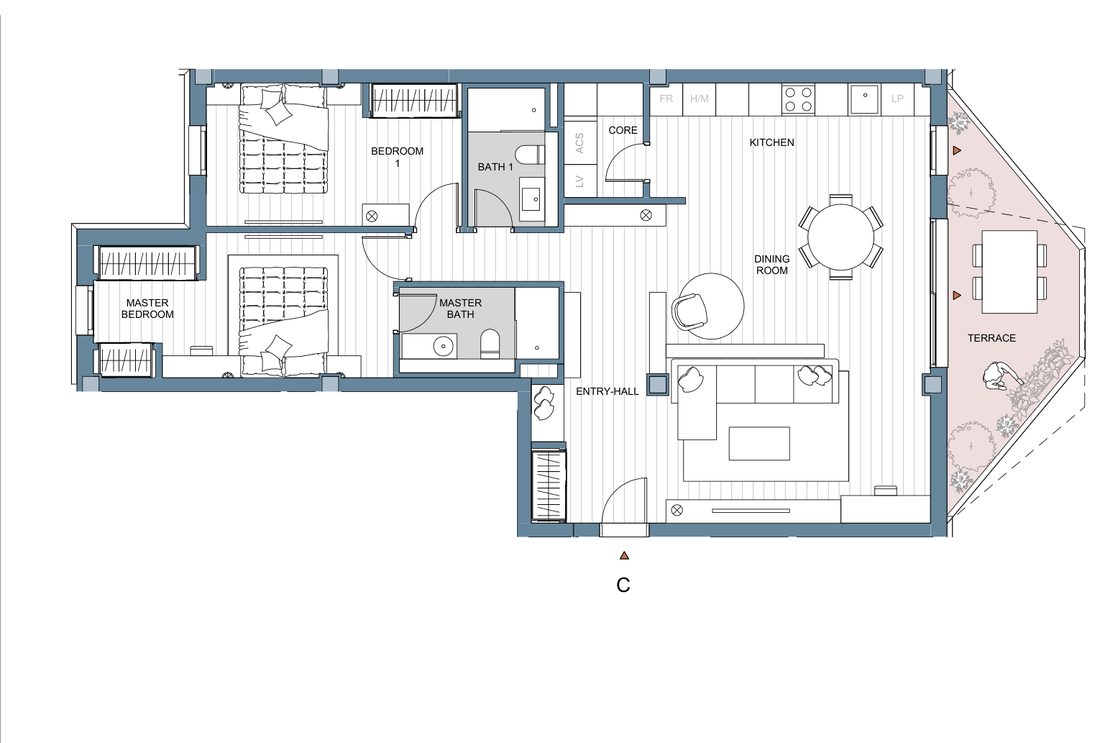 FR
H/M
LP
CORE
ACS
LV
KITCHEN
BEDROOM
1
BATH 1
DINING
ROOM
MASTER
BEDROOM
MASTER
BATH
TERRACE
ENTRY-HALL
C